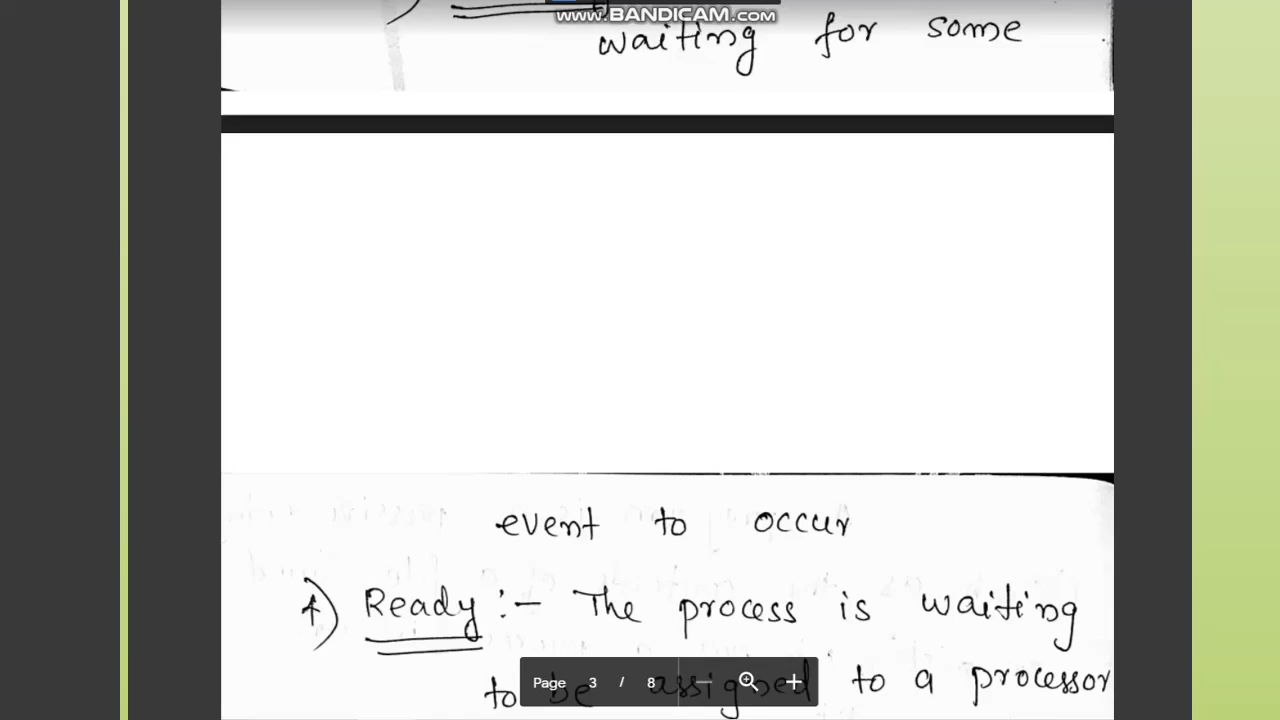 WWW.BANDICAM.COM
waiting for some
event to occur
4) Ready :- The process is waiting
to be assigned to a processor
Page 3 / 8